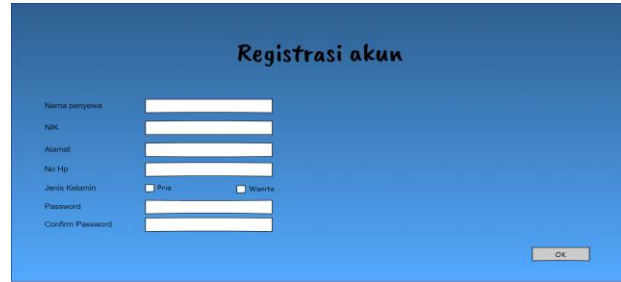 Registrasi akun
Nama penyewa
NIK
Alamat
No Hp
Jenis Kelamin Pria Wanita
Password
Confirm Password
OK